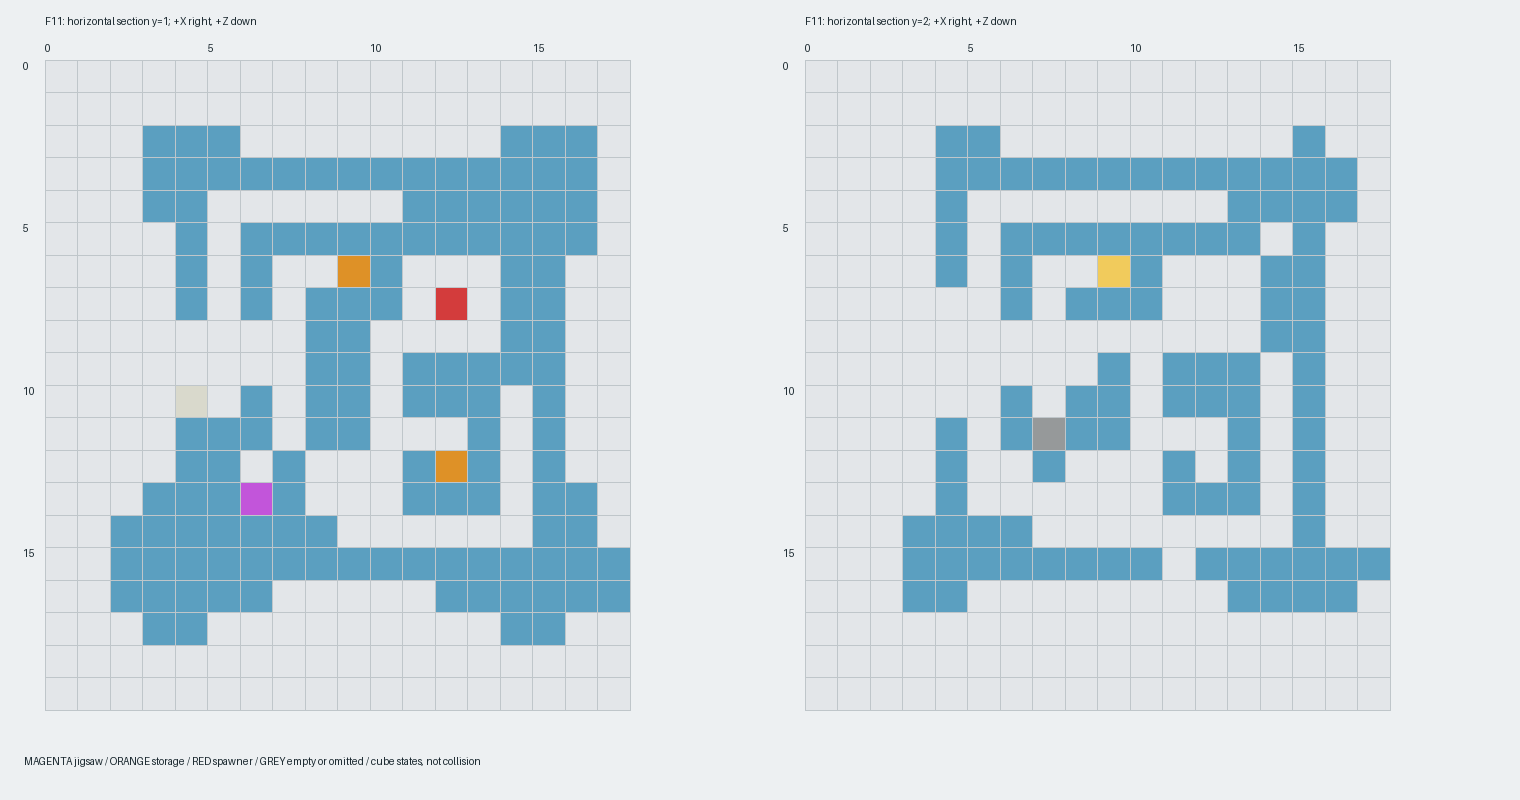 F11: horizontal section y=1; +X right, +Z down
F11: horizontal section y=2; +X right, +Z down
0 5 10 15
0 5 10 15
0 0
5 5
10 10
15 15
MAGENTA jigsaw / ORANGE storage / RED spawner / GREY empty or omitted / cube states, not collision